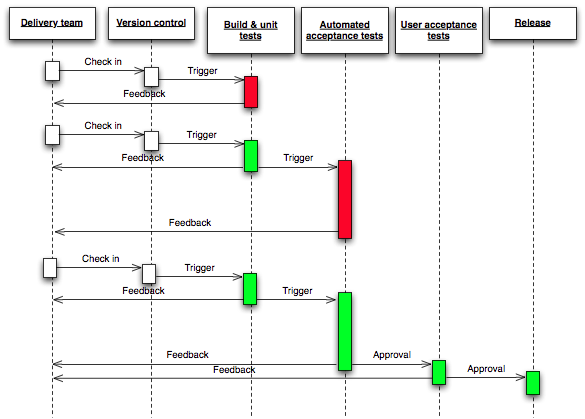 Delivery team
Version control
Build & unit
tests
Automated
acceptance tests
User acceptance
tests
Release
Check in
Trigger
Feedback
Check in
Trigger
Feedback
Trigger
Feedback
Check in
Trigger
Feedback
Trigger
Feedback
Approval
Feedback
Approval